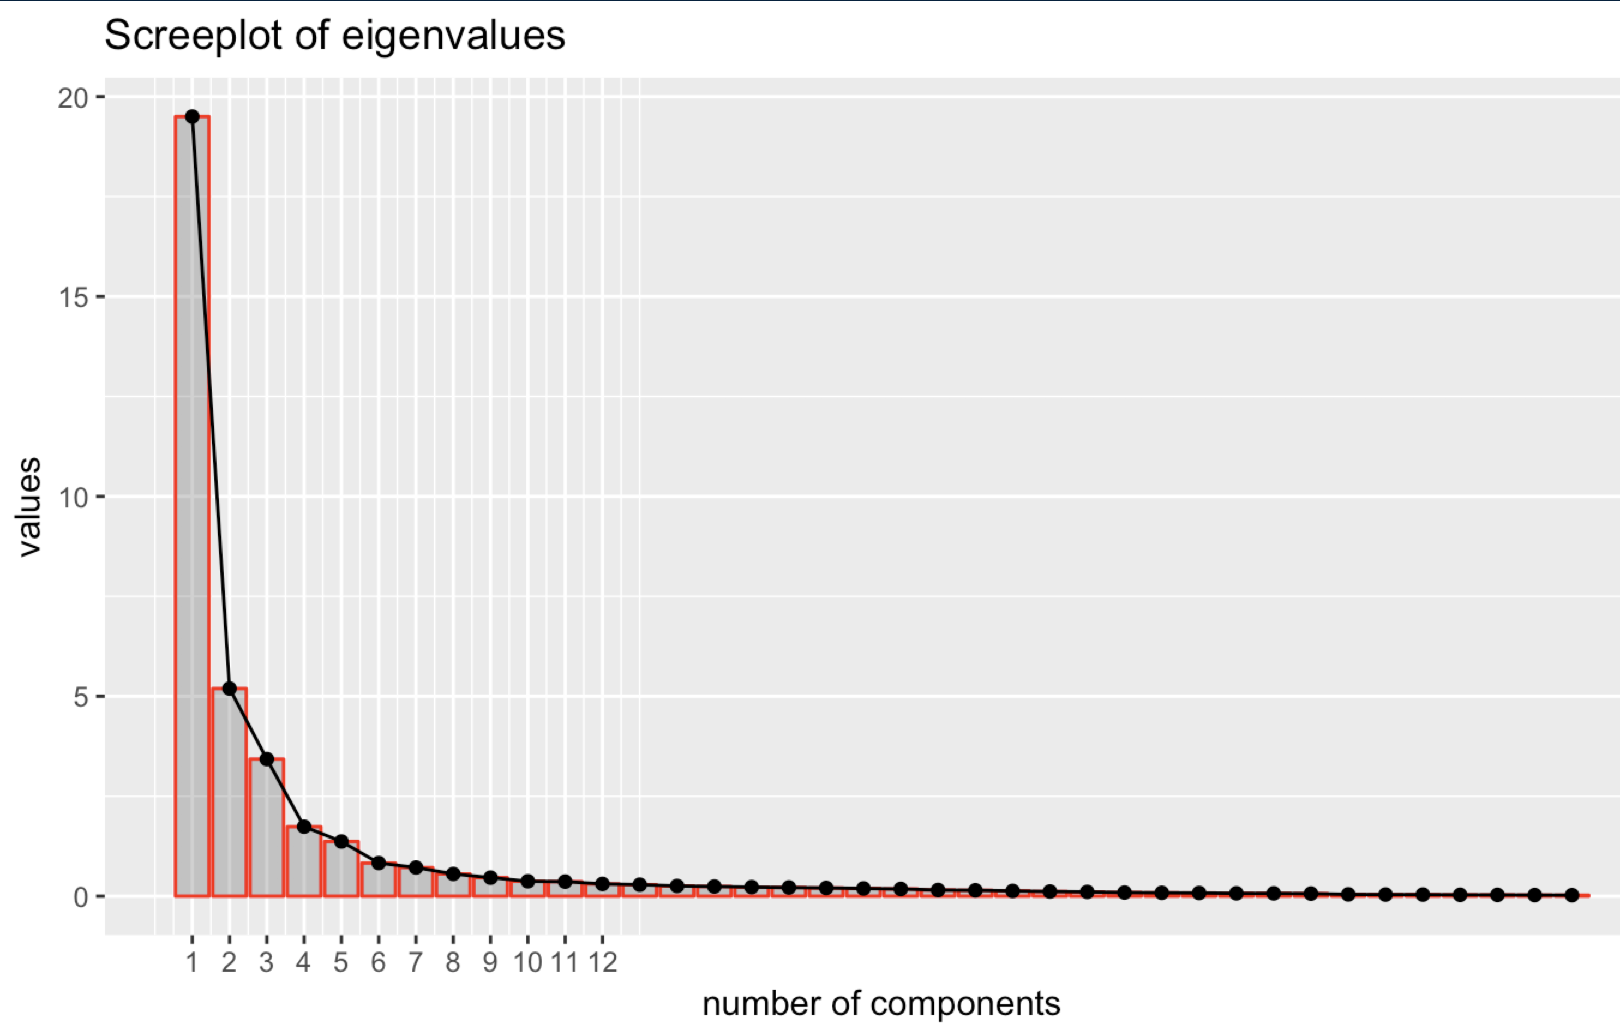 Screeplot of eigenvalues
20
15
10
5
0
values
1 2 3 4 5 6 7 8 9 10 11 12
number of components